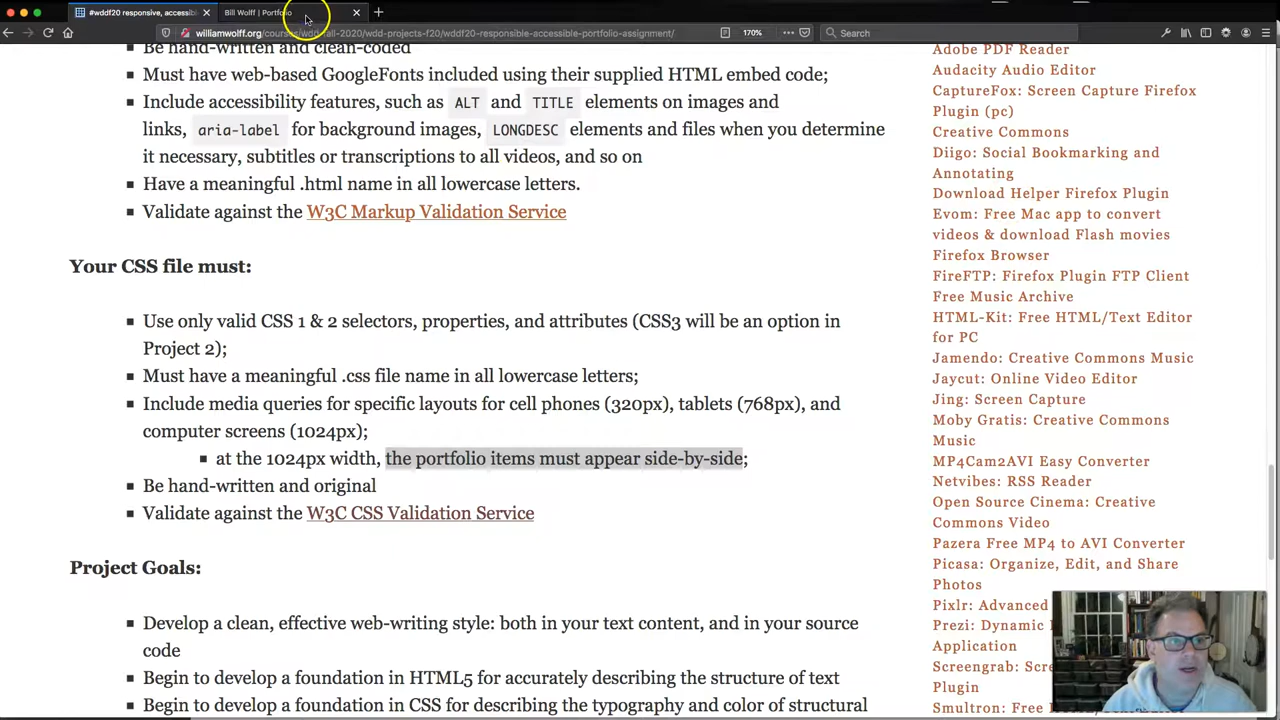 #wddf20 responsive, accessib
Bill Wolff | Portfolio
williamwolff.org/courses/wdd-fall-2020/wdd-projects-f20/wddf20-responsible-accessible-portfolio-assignment/
170%
Search
Be hand-written and clean-coded
Must have web-based GoogleFonts included using their supplied HTML embed code;
Include accessibility features, such as ALT and TITLE elements on images and
links, aria-label for background images, LONGDESC elements and files when you determine
it necessary, subtitles or transcriptions to all videos, and so on
Have a meaningful .html name in all lowercase letters.
Validate against the W3C Markup Validation Service
Your CSS file must:
Use only valid CSS 1 & 2 selectors, properties, and attributes (CSS3 will be an option in
Project 2);
Must have a meaningful .css file name in all lowercase letters;
Include media queries for specific layouts for cell phones (320px), tablets (768px), and
computer screens (1024px);
at the 1024px width, the portfolio items must appear side-by-side;
Be hand-written and original
Validate against the W3C CSS Validation Service
Project Goals:
Develop a clean, effective web-writing style: both in your text content, and in your source
code
Begin to develop a foundation in HTML5 for accurately describing the structure of text
Begin to develop a foundation in CSS for describing the typography and color of structural
Adobe PDF Reader
Audacity Audio Editor
CaptureFox: Screen Capture Firefox
Plugin (pc)
Creative Commons
Diigo: Social Bookmarking and
Annotating
Download Helper Firefox Plugin
Evom: Free Mac app to convert
videos & download Flash movies
Firefox Browser
FireFTP: Firefox Plugin FTP Client
Free Music Archive
HTML-Kit: Free HTML/Text Editor
for PC
Jamendo: Creative Commons Music
Jaycut: Online Video Editor
Jing: Screen Capture
Moby Gratis: Creative Commons
Music
MP4Cam2AVI Easy Converter
Netvibes: RSS Reader
Open Source Cinema: Creative
Commons Video
Pazera Free MP4 to AVI Converter
Picasa: Organize, Edit, and Share
Photos
Pixlr: Advanced
Prezi: Dynamic
Application
Screengrab: Scr
Plugin
Smultron: Free